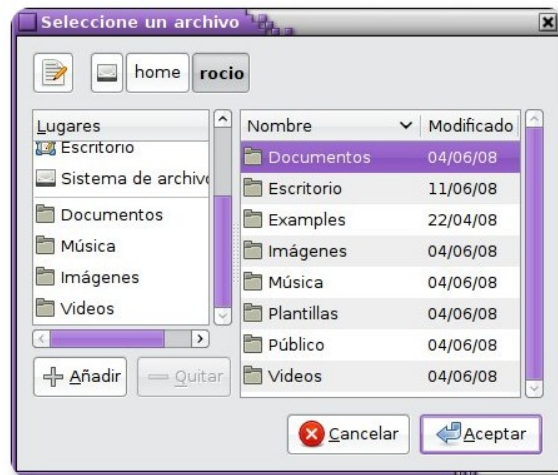 Seleccione un archivo
home rocio
Lugares
Escritorio
Sistema de archivo
Documentos
Música
Imágenes
Videos
Añadir Quitar
Nombre Modificado
Documentos 04/06/08
Escritorio 11/06/08
Examples 22/04/08
Imágenes 04/06/08
Música 04/06/08
Plantillas 04/06/08
Público 04/06/08
Videos 04/06/08
Cancelar Aceptar